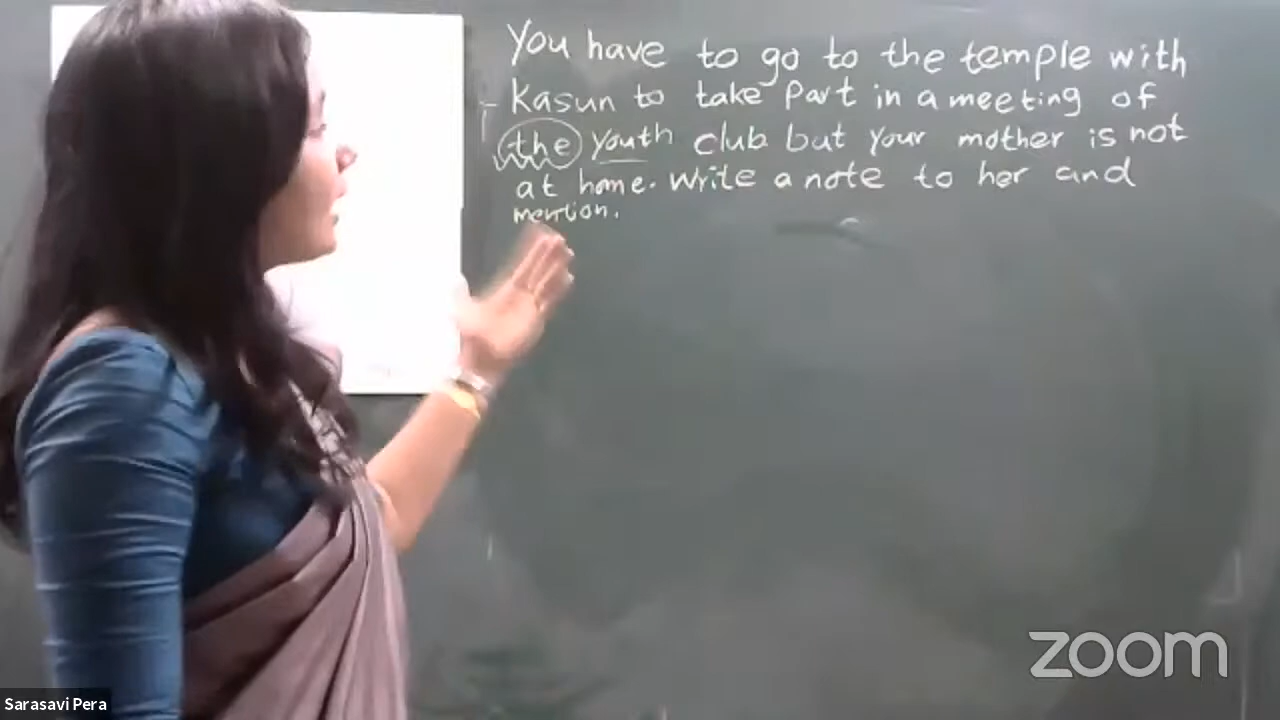 You have to go to the temple with
- Kasun to take part in a meeting of
the youth club but your mother is not
at home. Write a note to her and
mention.
zoom
Sarasavi Pera